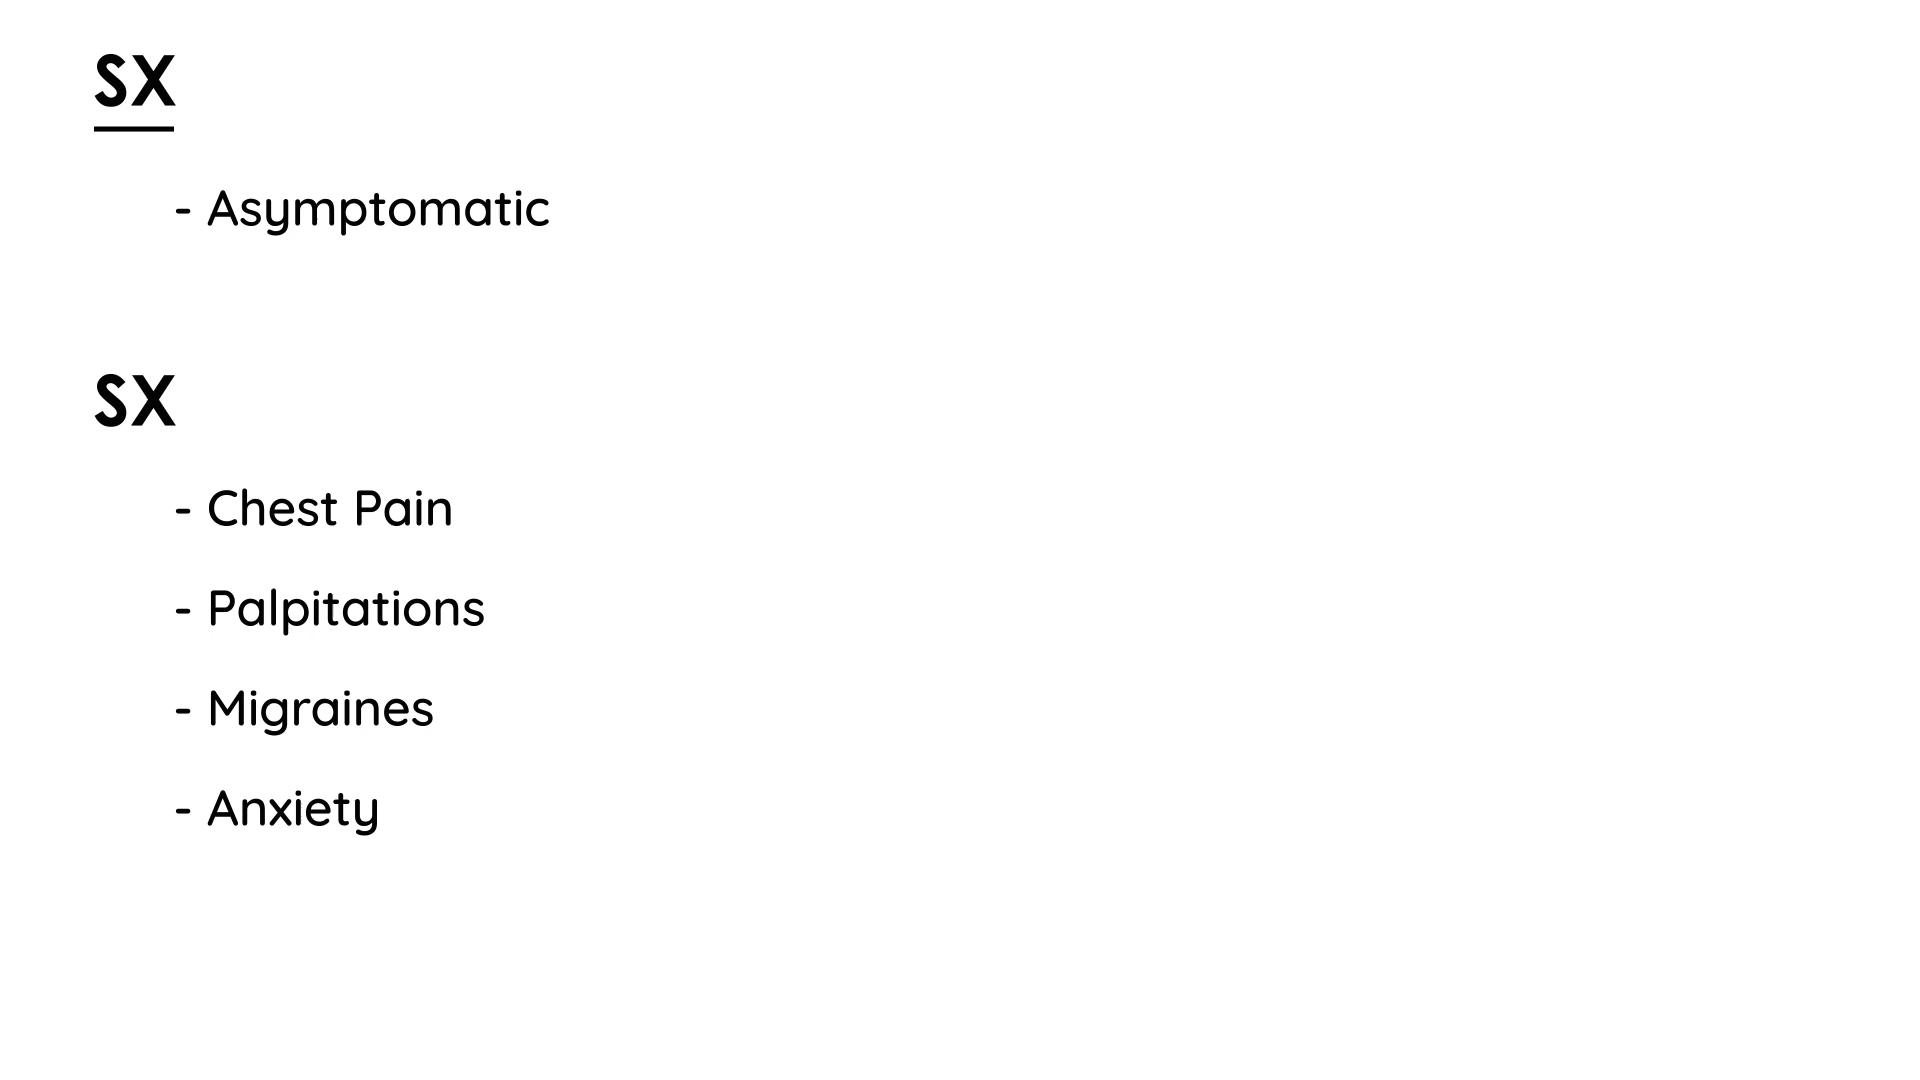 SX
- Asymptomatic
SX
- Chest Pain
- Palpitations
- Migraines
- Anxiety